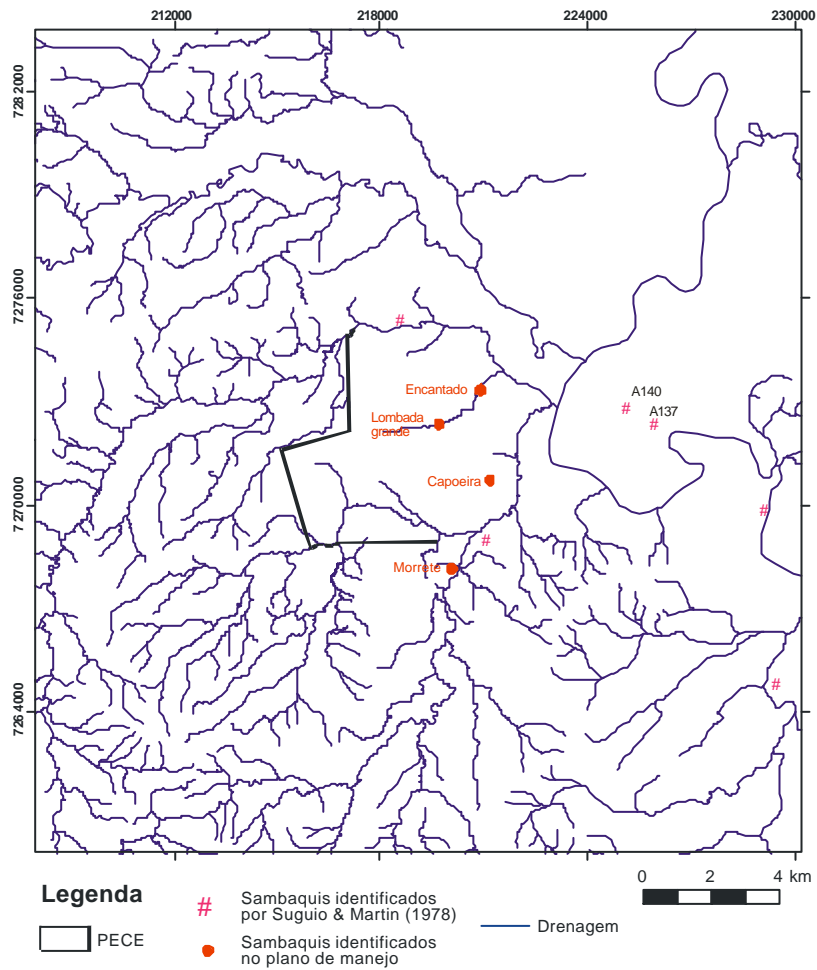 212000
218000
224000
230000
7282000
7276000
7270000
7264000
#
A140
#
A137
#
Encantado
Lombada
grande
Capoeira
#
#
Morrete
#
Legenda
PECE
#
Sambaquis identificados
por Suguio & Martin (1978)
Sambaquis identificados
no plano de manejo
Drenagem
0
2
4 km